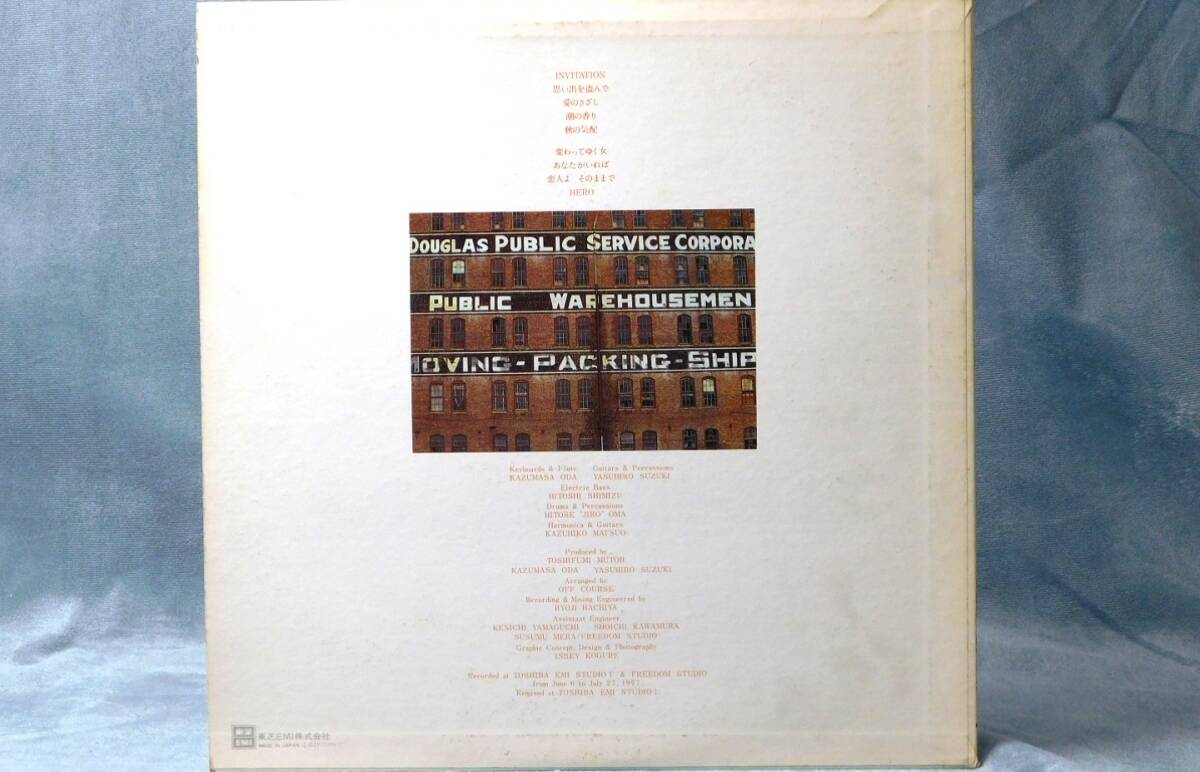 INVITATION
思い出を盗んで
愛のきざし
潮の香り
秋の気配
変わってゆく女
あなたがいれば
恋人よ そのままで
HERO
DOUGLAS PUBLIC SERVICE CORPORA
PUBLIC WAREHOUSEMEN
MOVING-PACKING-SHIP
Keyboards & Flute Guitars & Percussions
KAZUMASA ODA YASUHIRO SUZUKI
Electric Bass
HITOSHI SHIMIZU
Drums & Percussions
HITOSE "JIRO" OMA
Harmonica & Guitars
KAZUHIKO MATSUO
Produced by
TOSHIFUMI MUTOH
KAZUMASA ODA YASUHIRO SUZUKI
Arranged by
OFF COURSE
Recording & Mixing Engineered by
RYOJI HACHIYA
Assistant Engineer
KENICHI YAMAGUCHI SHOICHI KAWAMURA
SUSUMU MERA (FREEDOM STUDIO)
Graphic Concept, Design & Photography
ISSEY KOGURE
Recorded at TOSHIBA EMI STUDIO I & FREEDOM STUDIO
from June 6 to July 27, 1977
Remixed at TOSHIBA EMI STUDIO I
東芝
EMI
東芝EMI株式会社
MADE IN JAPAN